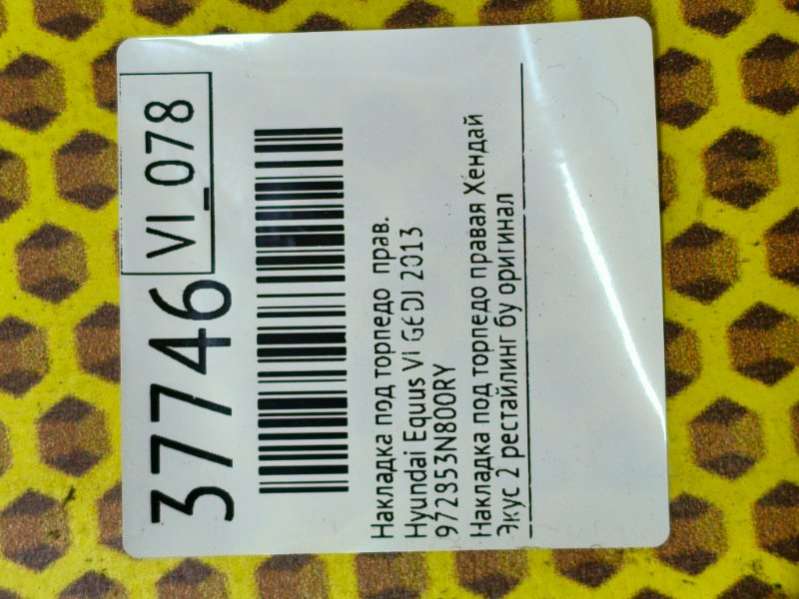 37746 VI_078
Накладка под торпедо прав.
Hyundai Equus VI G6DJ 2013
972853N800RY
Накладка под торпедо правая Хендай
Экус 2 рестайлинг бу оригинал